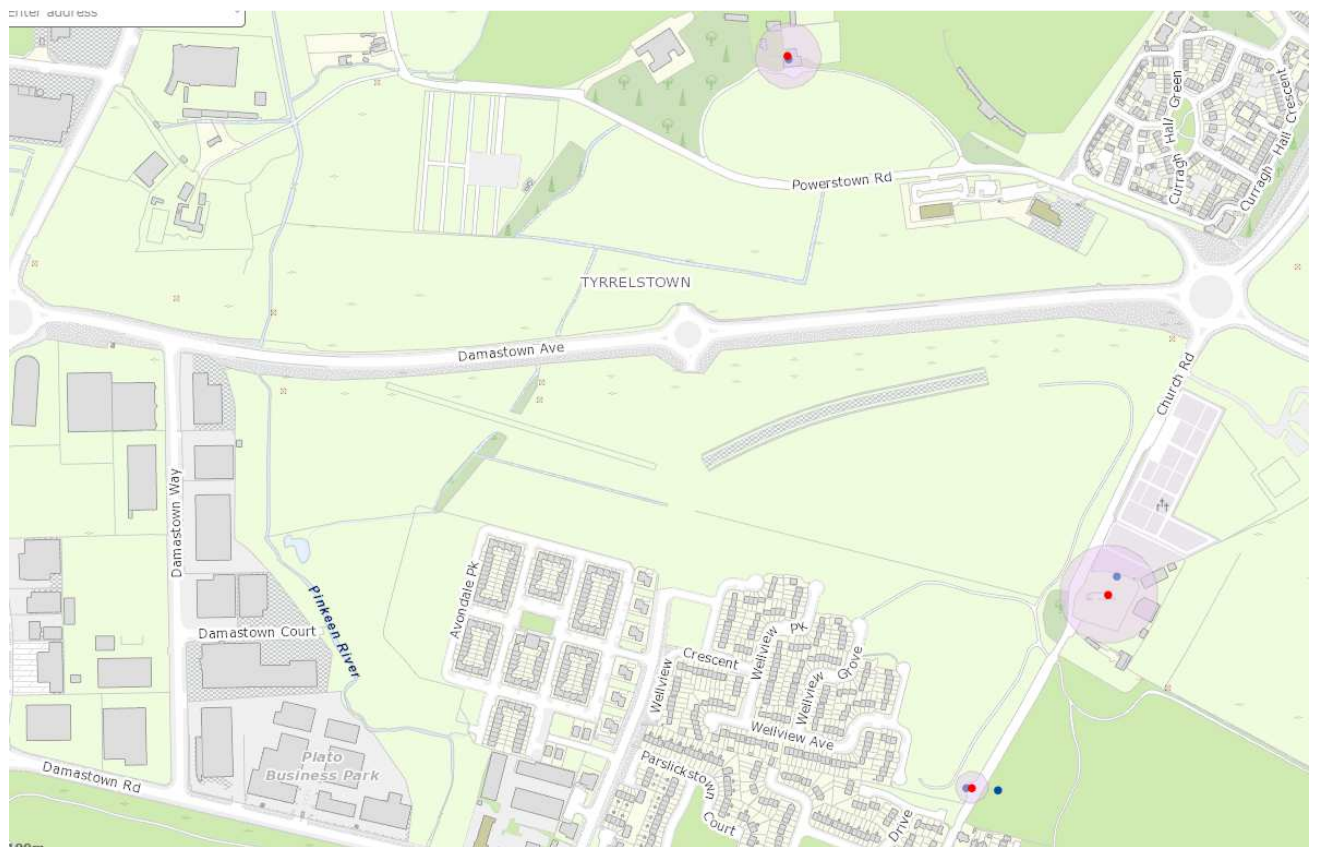 Enter address
Curragh Hall Green
Curragh Hall Crescent
Powerstown Rd
TYRRELSTOWN
Damastown Ave
Church Rd
Damastown Way
Avondale Pk
Pinkeen River
Damastown Court
Wellview
Crescent
Wellview Pk
Wellview Grove
Wellview Ave
Parslickstown
Court
Drive
Plato
Business Park
Damastown Rd
100m